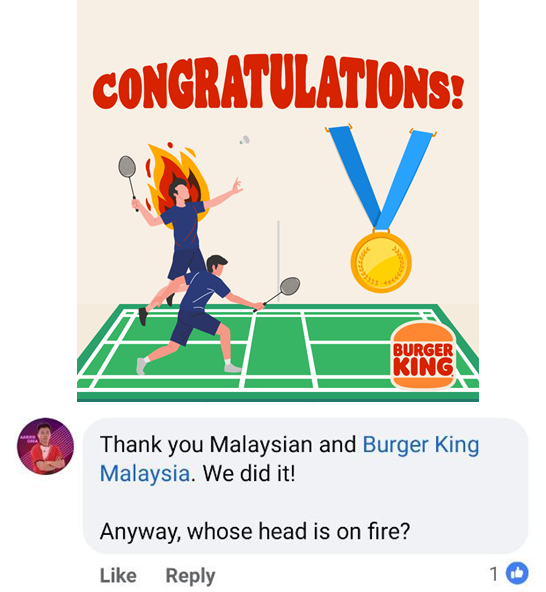 CONGRATULATIONS!
BURGER
KING
Thank you Malaysian and Burger King
Malaysia. We did it!
Anyway, whose head is on fire?
Like Reply 1